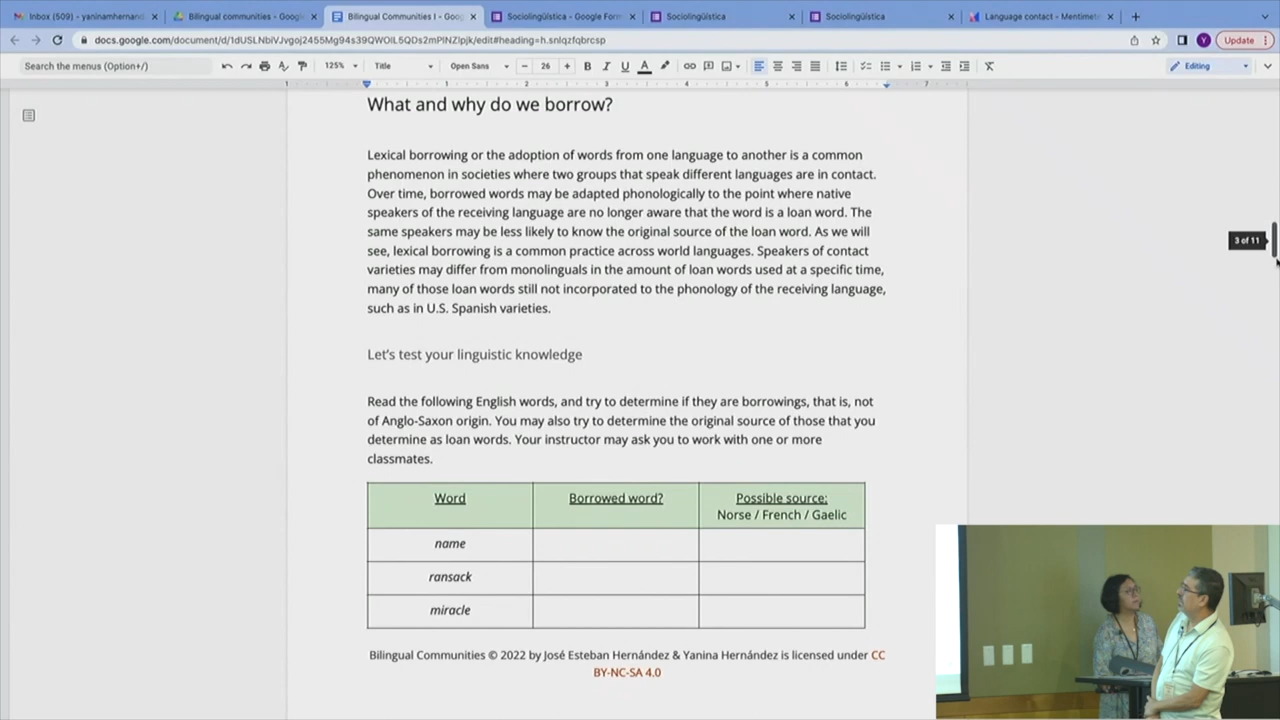 Inbox (509) - yaninamhernand
Bilingual communities - Google
Bilingual Communities I - Goog
Sociolingüística - Google Form
Sociolingüística
Sociolingüística
Language contact - Mentimete
Update
Search the menus (Option+/)
125%
Title
Open Sans
26
Editing
What and why do we borrow?
Lexical borrowing or the adoption of words from one language to another is a common
phenomenon in societies where two groups that speak different languages are in contact.
Over time, borrowed words may be adapted phonologically to the point where native
speakers of the receiving language are no longer aware that the word is a loan word. The
same speakers may be less likely to know the original source of the loan word. As we will
see, lexical borrowing is a common practice across world languages. Speakers of contact
varieties may differ from monolinguals in the amount of loan words used at a specific time,
many of those loan words still not incorporated to the phonology of the receiving language,
such as in U.S. Spanish varieties.
3 of 11
Let's test your linguistic knowledge
Read the following English words, and try to determine if they are borrowings, that is, not
of Anglo-Saxon origin. You may also try to determine the original source of those that you
determine as loan words. Your instructor may ask you to work with one or more
classmates.
Word
Borrowed word?
Possible source:
Norse / French / Gaelic
name
ransack
miracle
Bilingual Communities © 2022 by José Esteban Hernández & Yanina Hernández is licensed under CC
BY-NC-SA 4.0